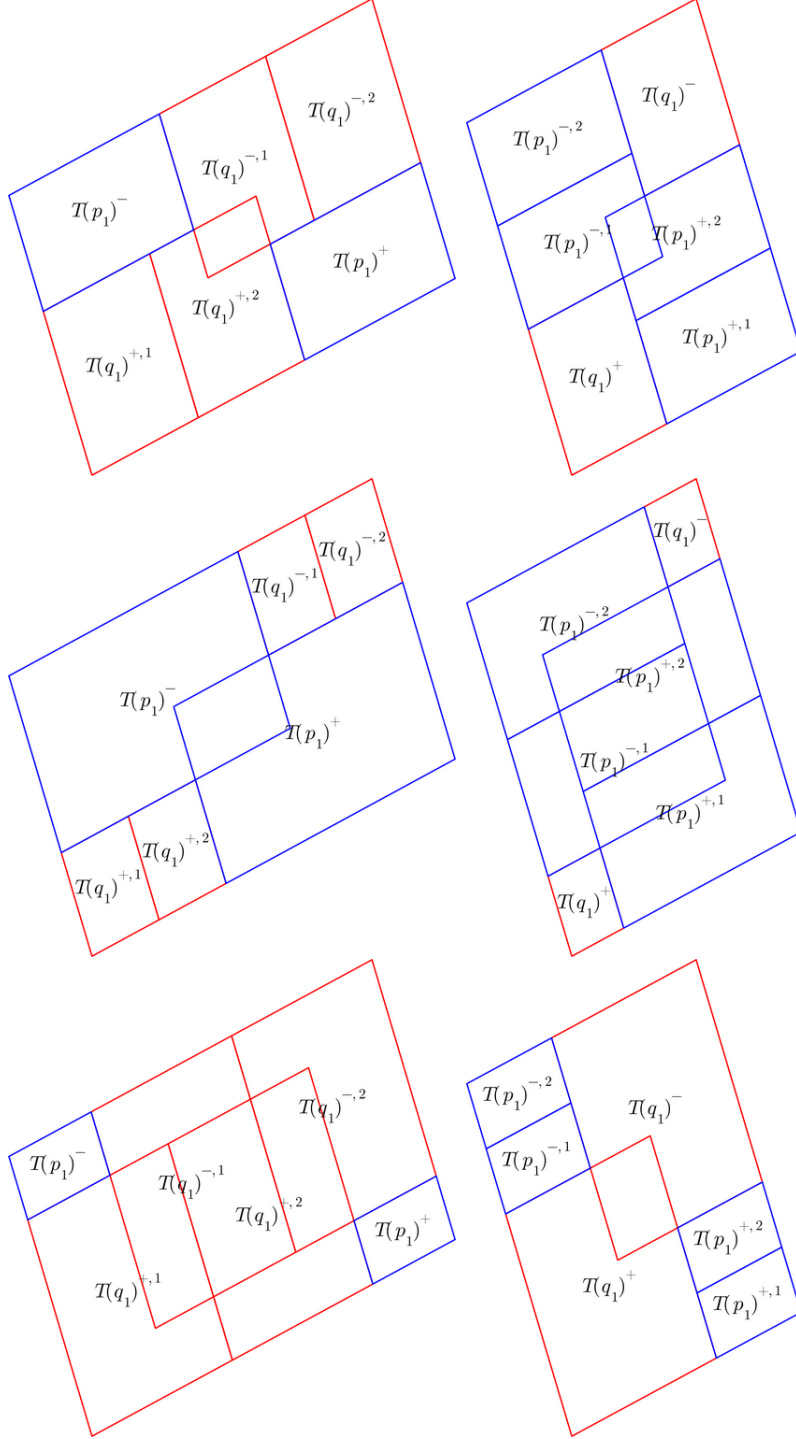 T(q₁)^{−,2}
T(q₁)^{−,1}
T(p₁)^{−}
T(p₁)^{+}
T(q₁)^{+,2}
T(q₁)^{+,1}
T(q₁)^{−}
T(p₁)^{−,2}
T(p₁)^{−,1}
T(p₁)^{+,2}
T(p₁)^{+,1}
T(q₁)^{+}
T(q₁)^{−,2}
T(q₁)^{−,1}
T(p₁)^{−}
T(p₁)^{+}
T(q₁)^{+,2}
T(q₁)^{+,1}
T(q₁)^{−}
T(p₁)^{−,2}
T(p₁)^{+,2}
T(p₁)^{−,1}
T(p₁)^{+,1}
T(q₁)^{+}
T(q₁)^{−,2}
T(p₁)^{−}
T(q₁)^{−,1}
T(q₁)^{+,2}
T(p₁)^{+}
T(q₁)^{+,1}
T(p₁)^{−,2}
T(q₁)^{−}
T(p₁)^{−,1}
T(p₁)^{+,2}
T(q₁)^{+}
T(p₁)^{+,1}